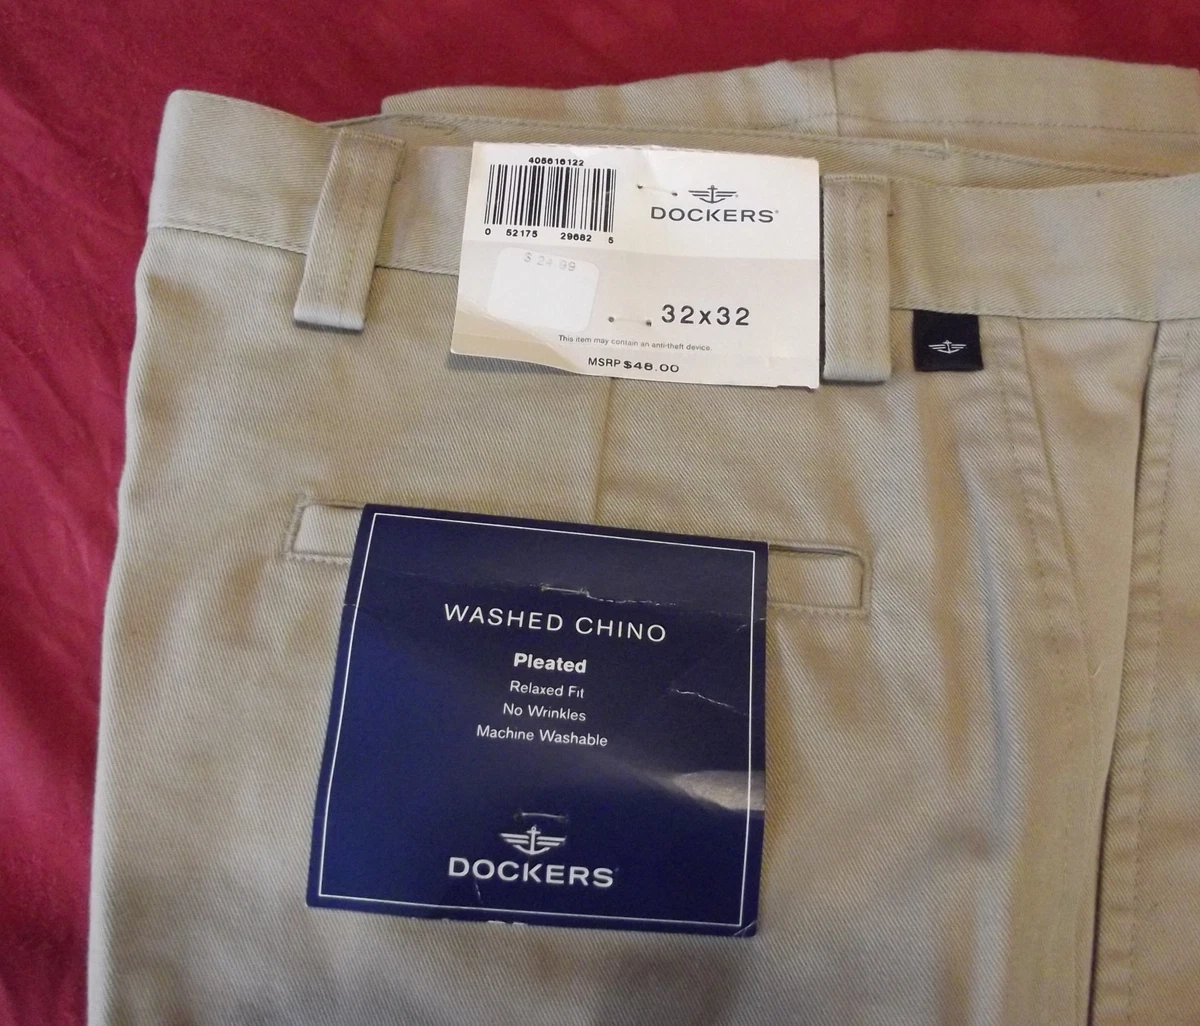 405616122
0 52175 29682 5
DOCKERS®
$ 24.99
32x32
This item may contain an anti-theft device.
MSRP $48.00
WASHED CHINO
Pleated
Relaxed Fit
No Wrinkles
Machine Washable
DOCKERS®